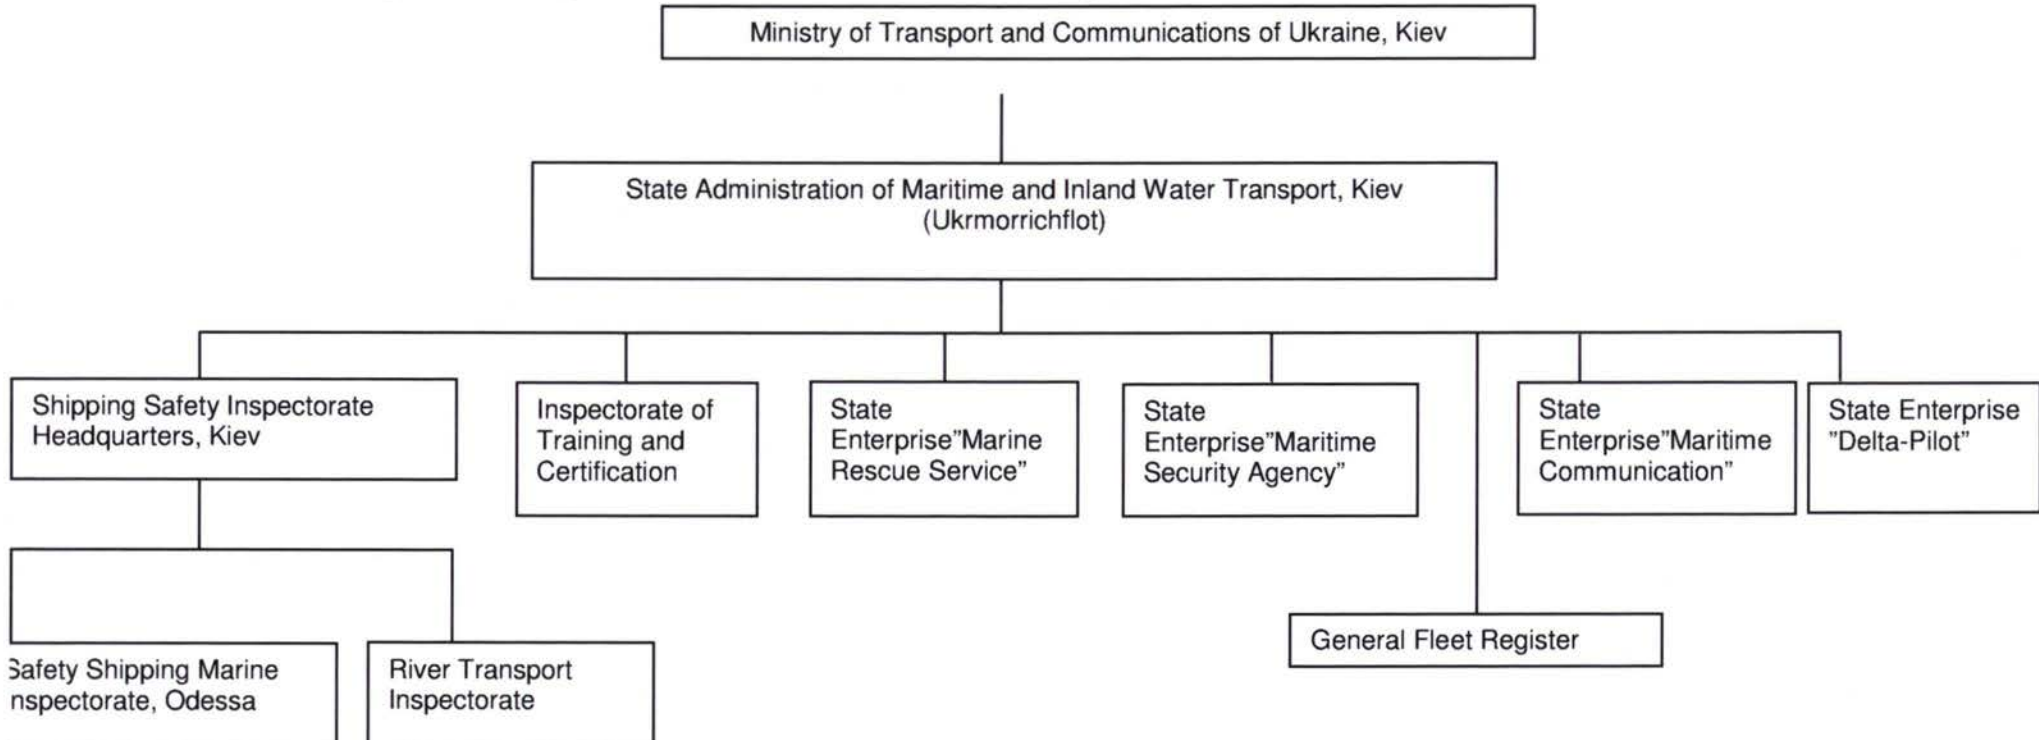 Ministry of Transport and Communications of Ukraine, Kiev
State Administration of Maritime and Inland Water Transport, Kiev
(Ukrmorrichflot)
Shipping Safety Inspectorate
Headquarters, Kiev
Inspectorate of
Training and
Certification
State
Enterprise”Marine
Rescue Service”
State
Enterprise”Maritime
Security Agency”
State
Enterprise”Maritime
Communication”
State Enterprise
”Delta-Pilot”
General Fleet Register
Safety Shipping Marine
nspectorate, Odessa
River Transport
Inspectorate